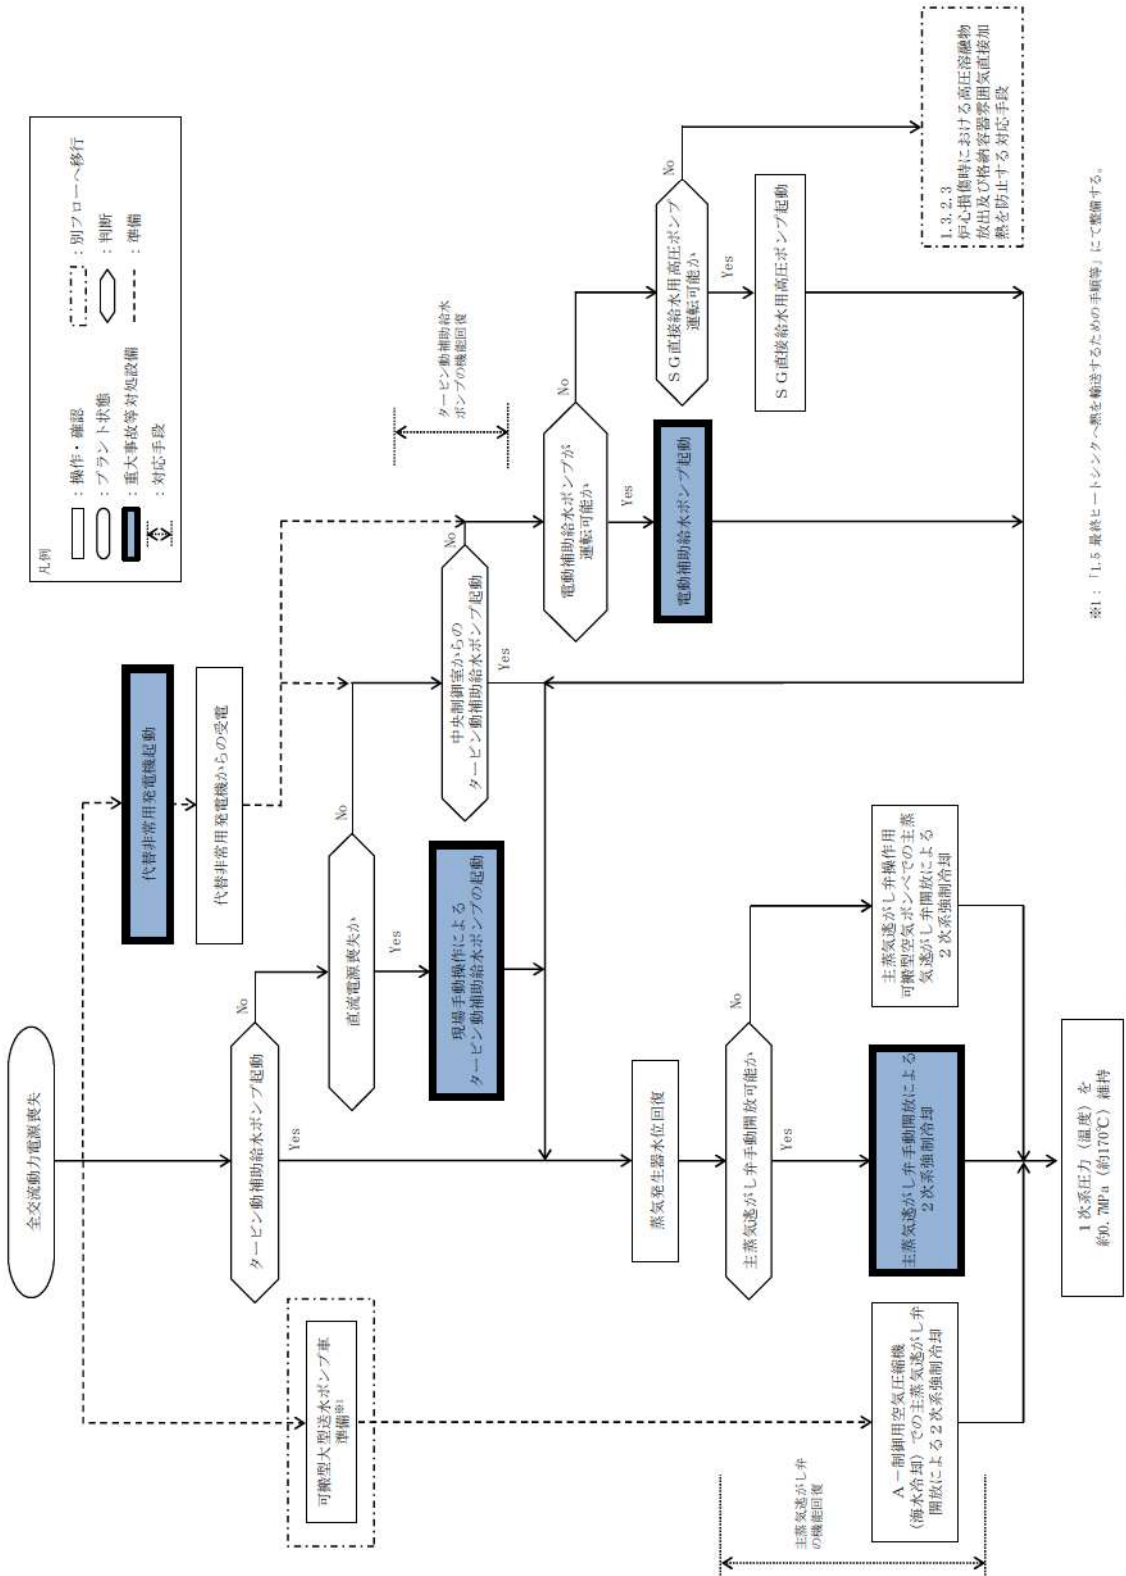 凡例
：操作・確認
：プラント状態
：重大事故等対処設備
：対応手段
：別フローへ移行
：判断
：準備
全交流動力電源喪失
代替非常用発電機起動
代替非常用発電機からの受電
可搬型大型送水ポンプ車
準備※1
タービン動補助給水ポンプ起動
Yes
No
直流電源喪失か
Yes
No
現場手動操作による
タービン動補助給水ポンプの起動
中央制御室からの
タービン動補助給水ポンプ起動
Yes
No
タービン動補助給水
ポンプの機能回復
電動補助給水ポンプが
運転可能か
Yes
No
電動補助給水ポンプ起動
ＳＧ直接給水用高圧ポンプ
運転可能か
Yes
No
ＳＧ直接給水用高圧ポンプ起動
1.3.2.3
炉心損傷時における高圧溶融物
放出及び格納容器雰囲気直接加
熱を防止する対応手段
蒸気発生器水位回復
主蒸気逃がし弁手動開放可能か
Yes
No
主蒸気逃がし弁
の機能回復
Ａ－制御用空気圧縮機
（海水冷却）での主蒸気逃がし弁
開放による２次系強制冷却
主蒸気逃がし弁手動開放による
２次系強制冷却
主蒸気逃がし弁操作用
可搬型空気ボンベでの主蒸
気逃がし弁開放による
２次系強制冷却
１次系圧力（温度）を
約0.7MPa（約170℃）維持
※1：「1.5 最終ヒートシンクへ熱を輸送するための手順等」にて整備する。